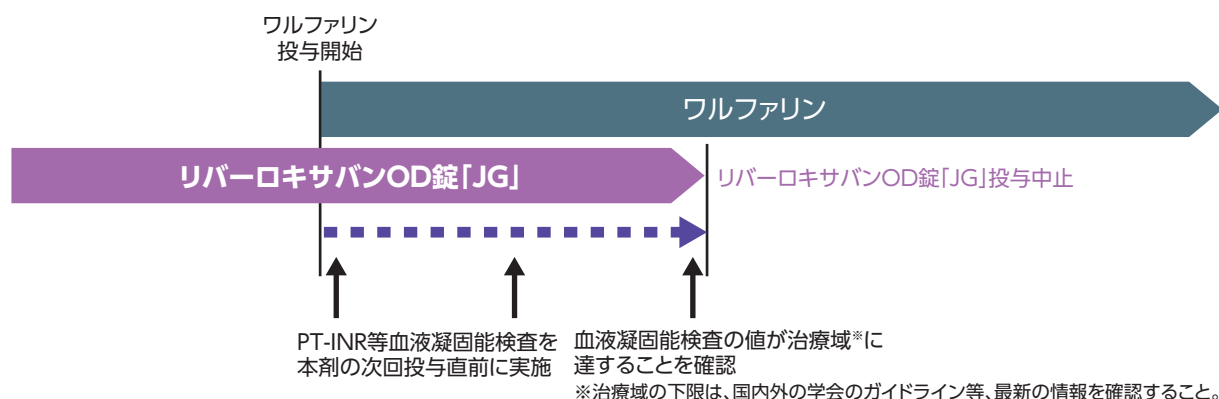 ワルファリン
投与開始
ワルファリン
リバーロキサバンOD錠「JG」
リバーロキサバンOD錠「JG」投与中止
PT-INR等血液凝固能検査を
本剤の次回投与直前に実施
血液凝固能検査の値が治療域※に
達することを確認
※治療域の下限は、国内外の学会のガイドライン等、最新の情報を確認すること。